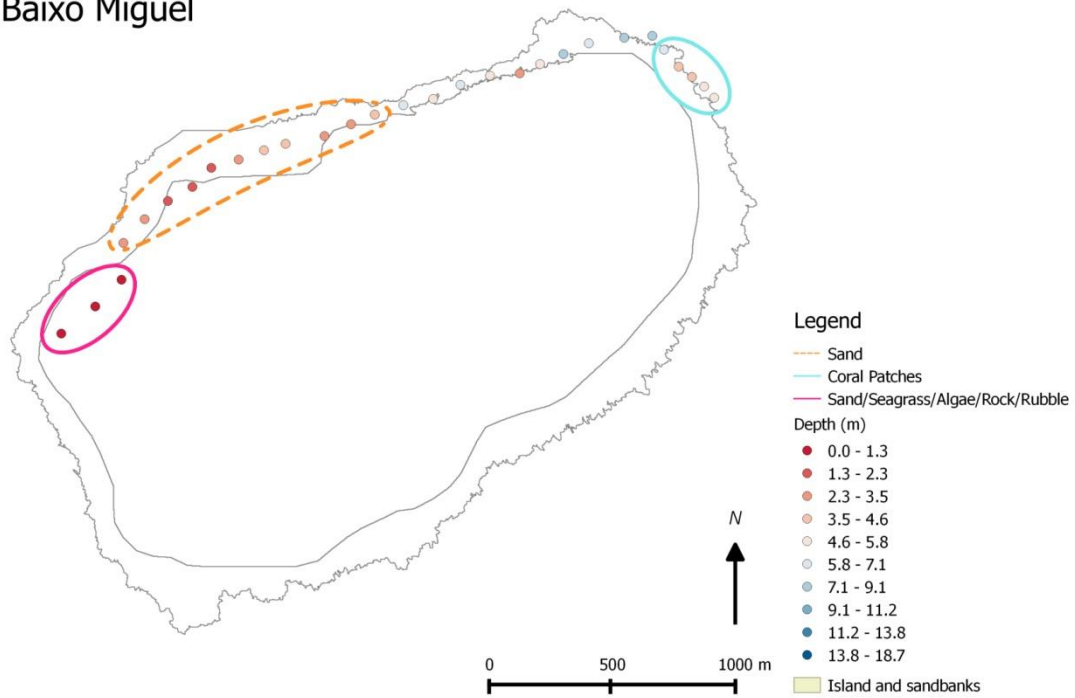 Baixo Miguel
Legend
Sand
Coral Patches
Sand/Seagrass/Algae/Rock/Rubble
Depth (m)
0.0 - 1.3
1.3 - 2.3
2.3 - 3.5
3.5 - 4.6
4.6 - 5.8
5.8 - 7.1
7.1 - 9.1
9.1 - 11.2
11.2 - 13.8
13.8 - 18.7
Island and sandbanks
N
0 500 1000 m